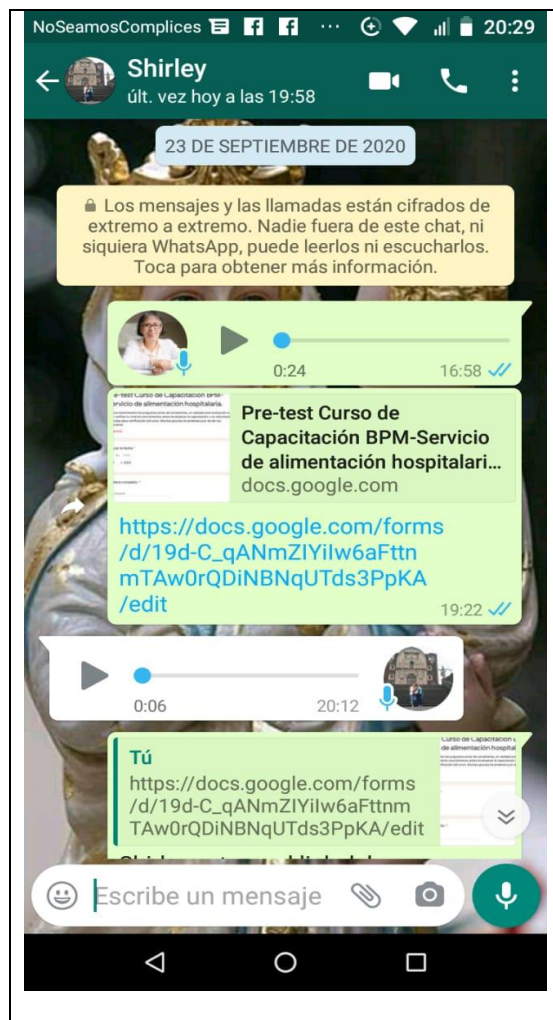 NoSeamosComplices
20:29
Shirley
últ. vez hoy a las 19:58
23 DE SEPTIEMBRE DE 2020
Los mensajes y las llamadas están cifrados de
extremo a extremo. Nadie fuera de este chat, ni
siquiera WhatsApp, puede leerlos ni escucharlos.
Toca para obtener más información.
0:24
16:58
Pre-test Curso de
Capacitación BPM-Servicio
de alimentación hospitalari...
docs.google.com
https://docs.google.com/forms
/d/19d-C_qANmZIYiIw6aFttn
mTAw0rQDiNBNqUTds3PpKA
/edit
19:22
0:06
20:12
Tú
https://docs.google.com/forms
/d/19d-C_qANmZIYiIw6aFttnm
TAw0rQDiNBNqUTds3PpKA/edit
Escribe un mensaje